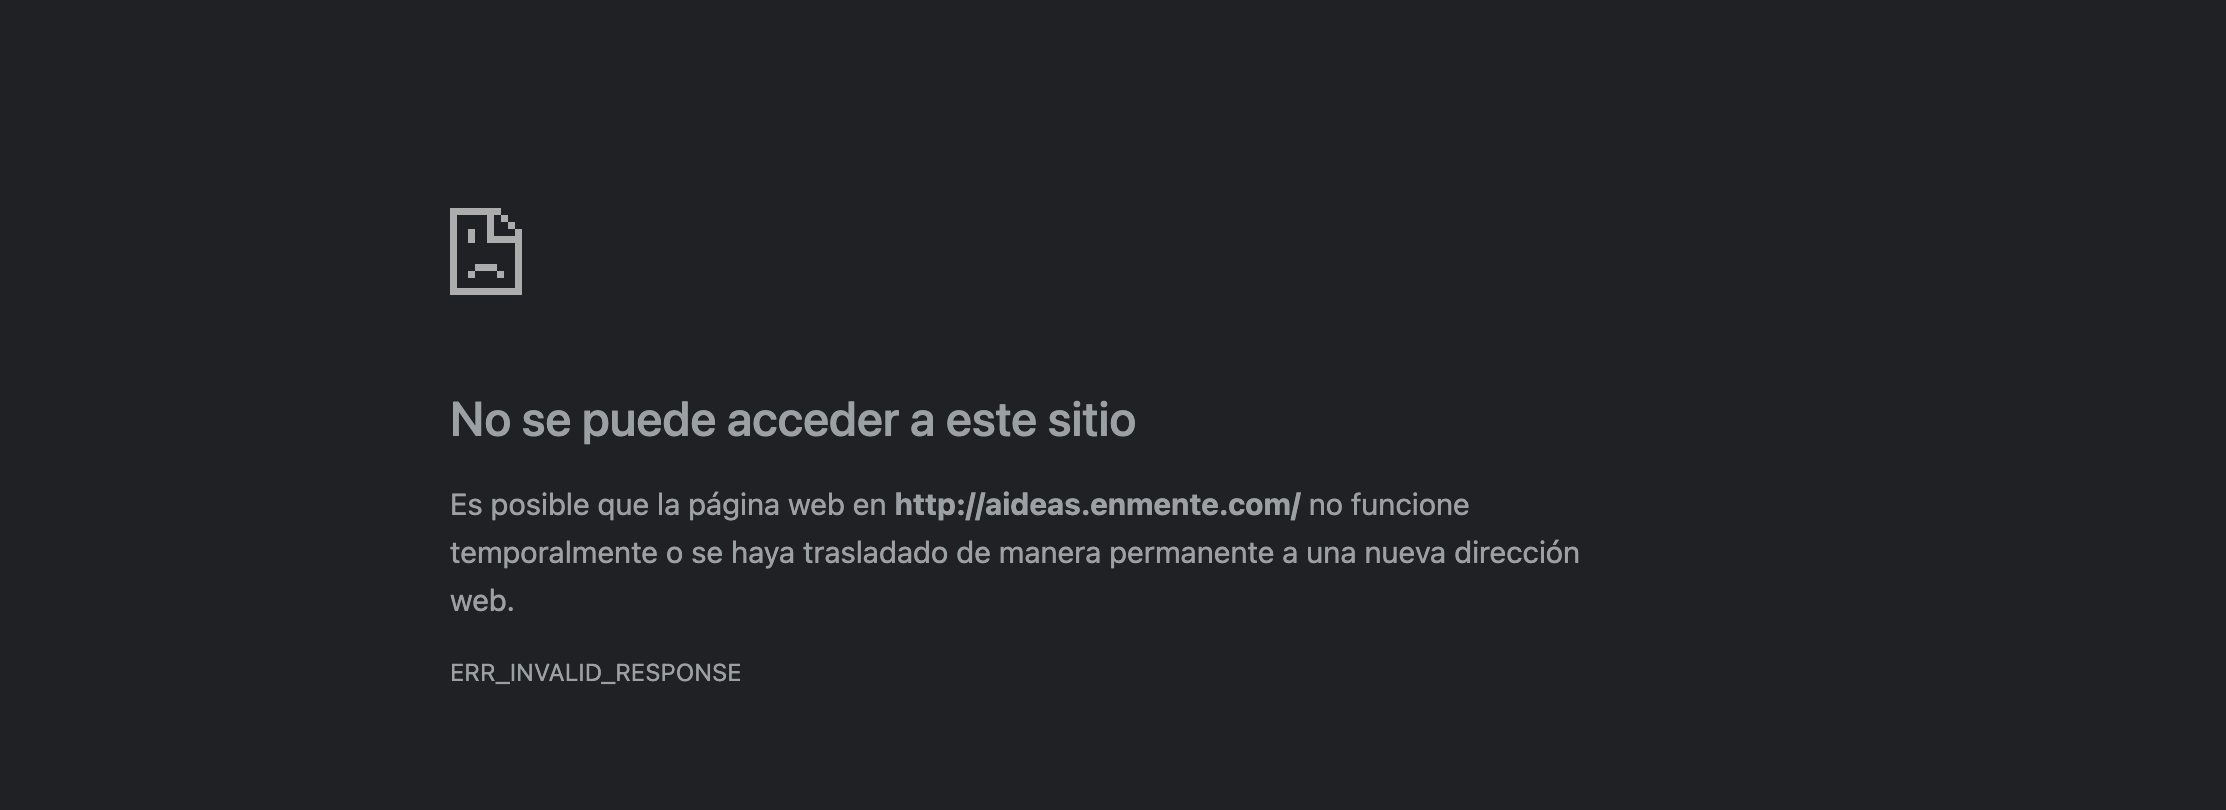 No se puede acceder a este sitio
Es posible que la página web en http://aideas.enmente.com/ no funcione
temporalmente o se haya trasladado de manera permanente a una nueva dirección
web.
ERR_INVALID_RESPONSE